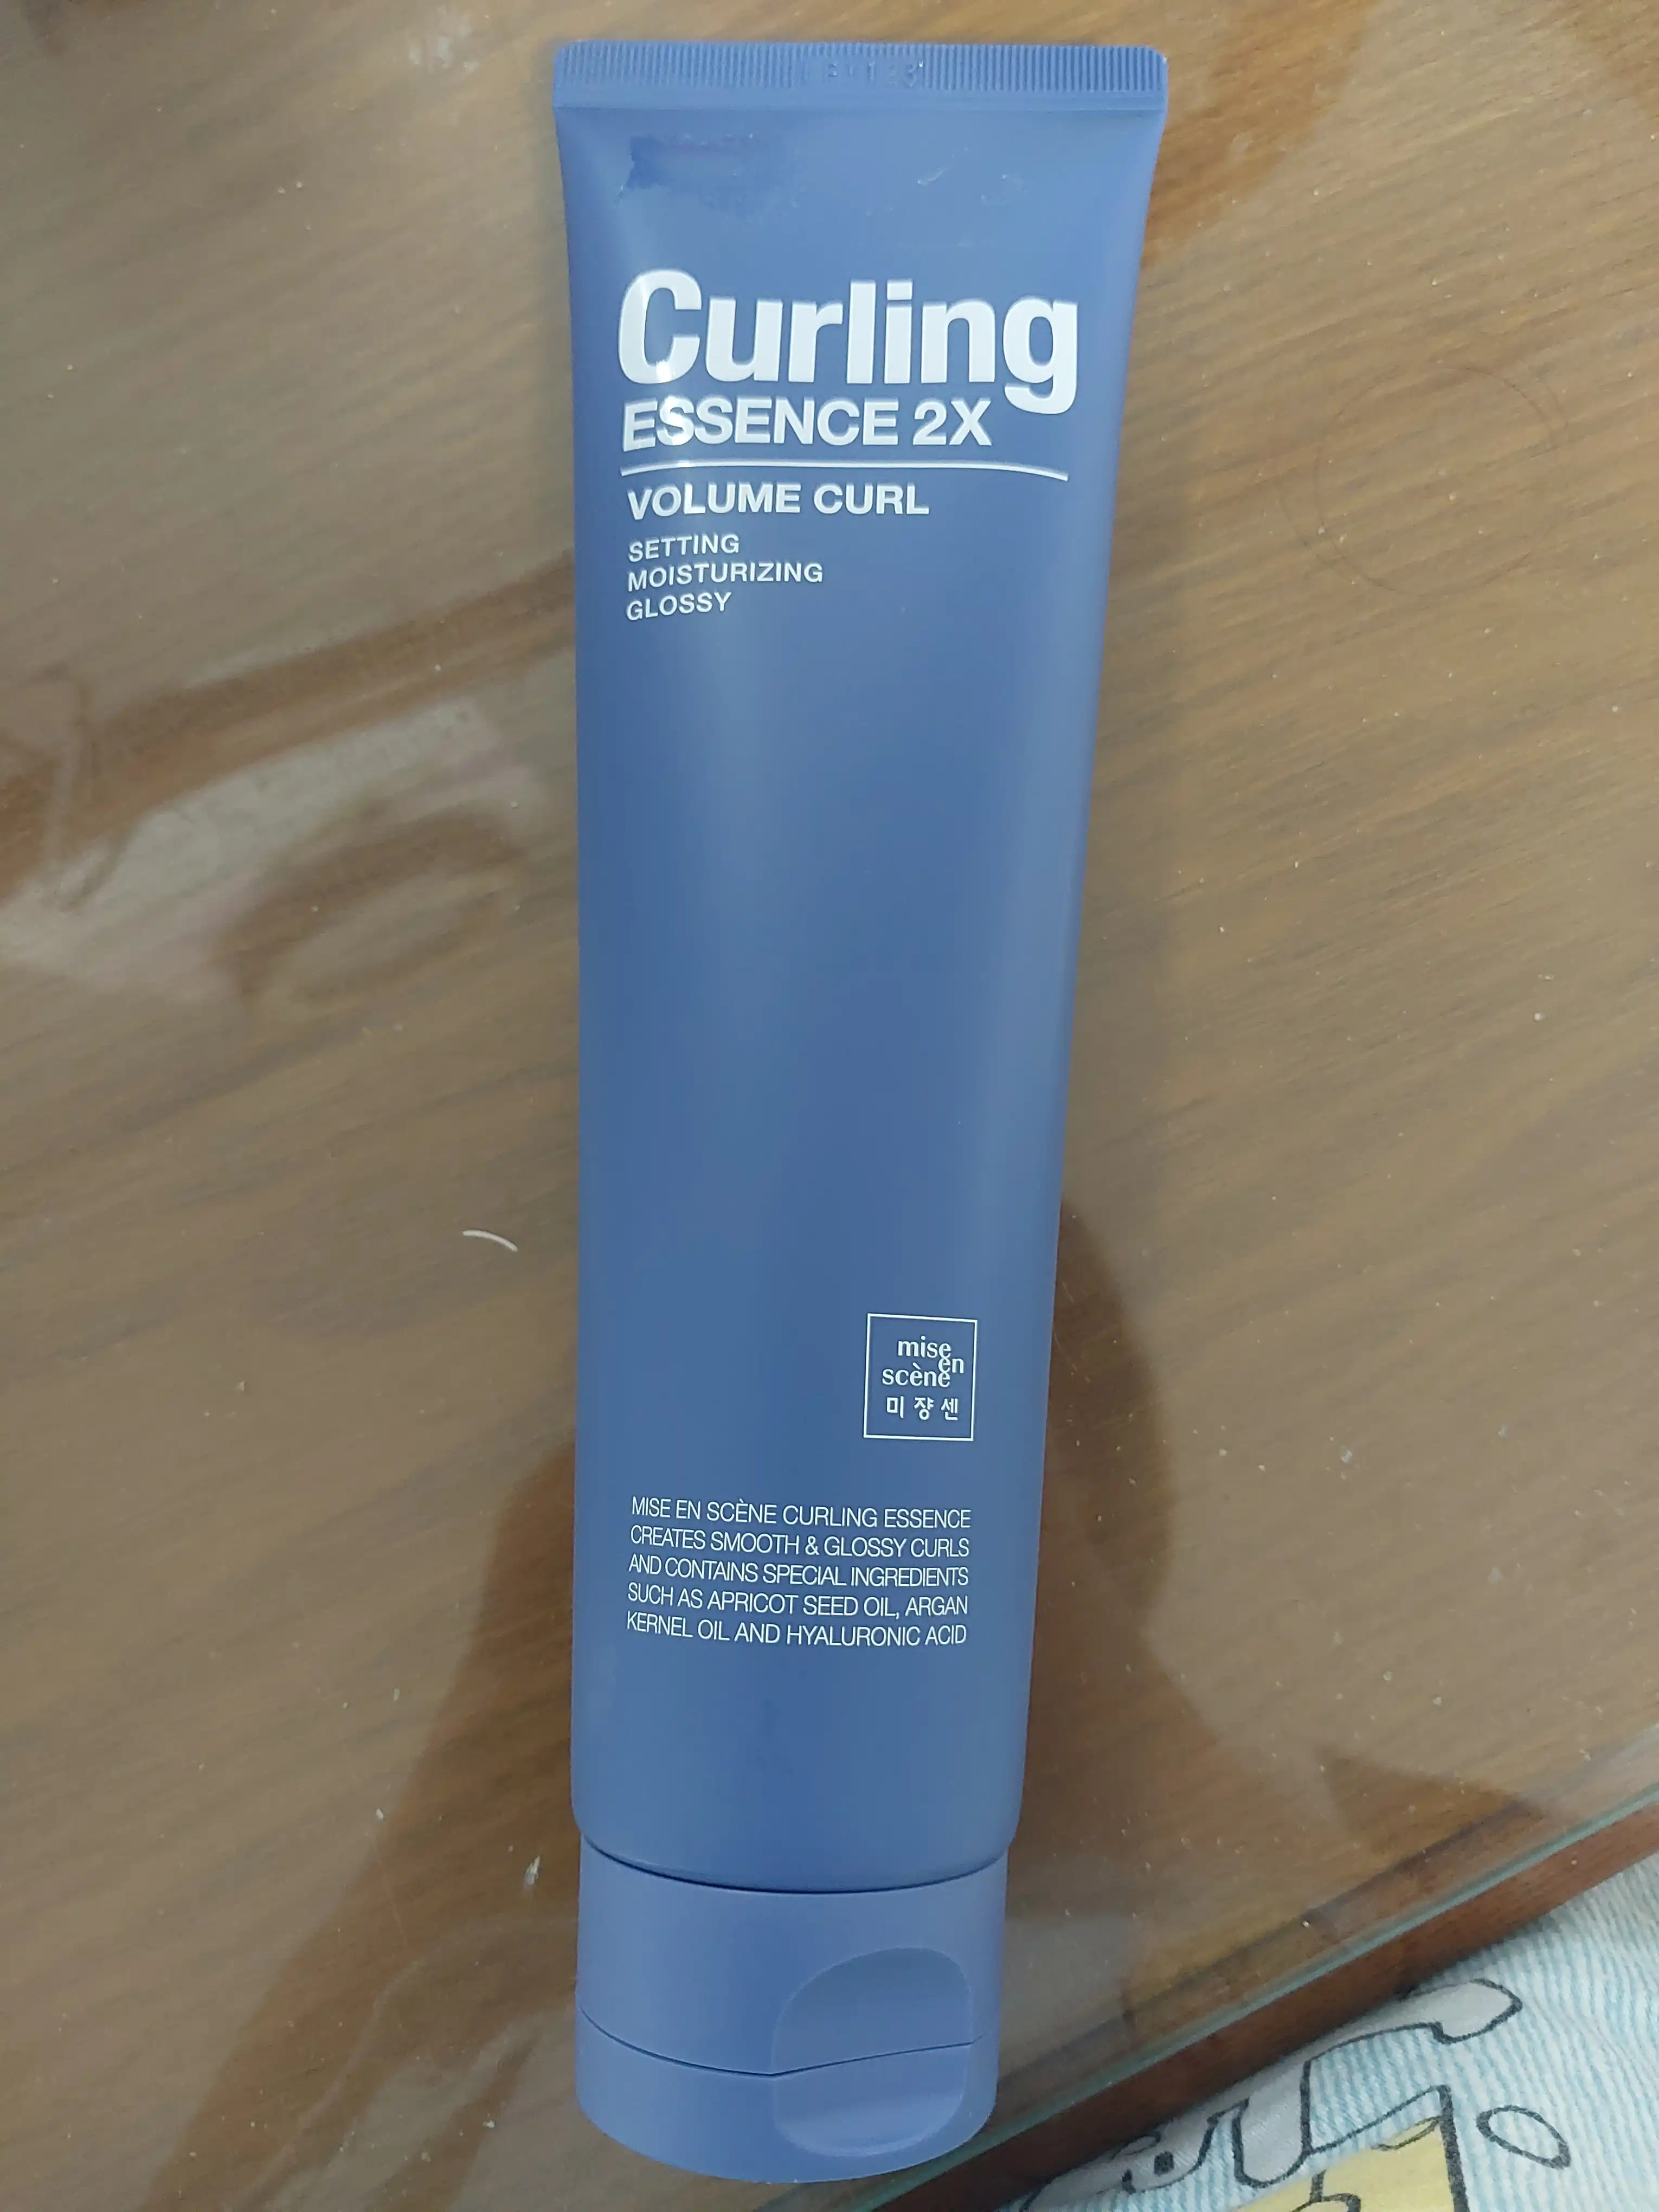 Curling
ESSENCE 2X
VOLUME CURL
SETTING
MOISTURIZING
GLOSSY
mise
en
scène
미쟝센
MISE EN SCÈNE CURLING ESSENCE
CREATES SMOOTH & GLOSSY CURLS
AND CONTAINS SPECIAL INGREDIENTS
SUCH AS APRICOT SEED OIL, ARGAN
KERNEL OIL AND HYALURONIC ACID